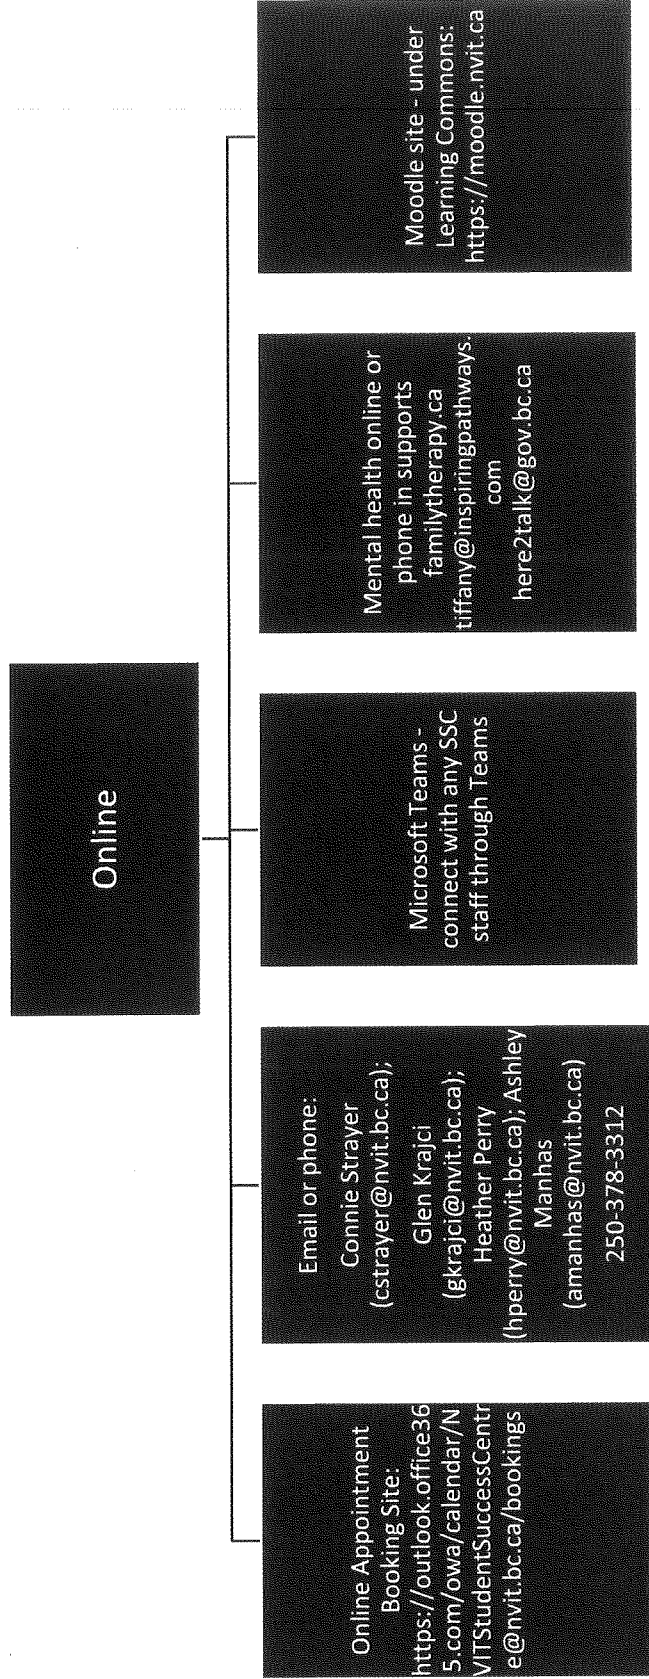 Online
Online Appointment
Booking Site:
https://outlook.office36
5.com/owa/calendar/N
VITStudentSuccessCentr
e@nvit.bc.ca/bookings
Email or phone:
Connie Strayer
(cstrayer@nvit.bc.ca);
Glen Krajci
(gkrajci@nvit.bc.ca);
Heather Perry
(hperry@nvit.bc.ca); Ashley
Manhas
(amanhas@nvit.bc.ca)
250-378-3312
Microsoft Teams -
connect with any SSC
staff through Teams
Mental health online or
phone in supports
familytherapy.ca
tiffany@inspiringpathways.
com
here2talk@gov.bc.ca
Moodle site - under
Learning Commons:
https://moodle.nvit.ca